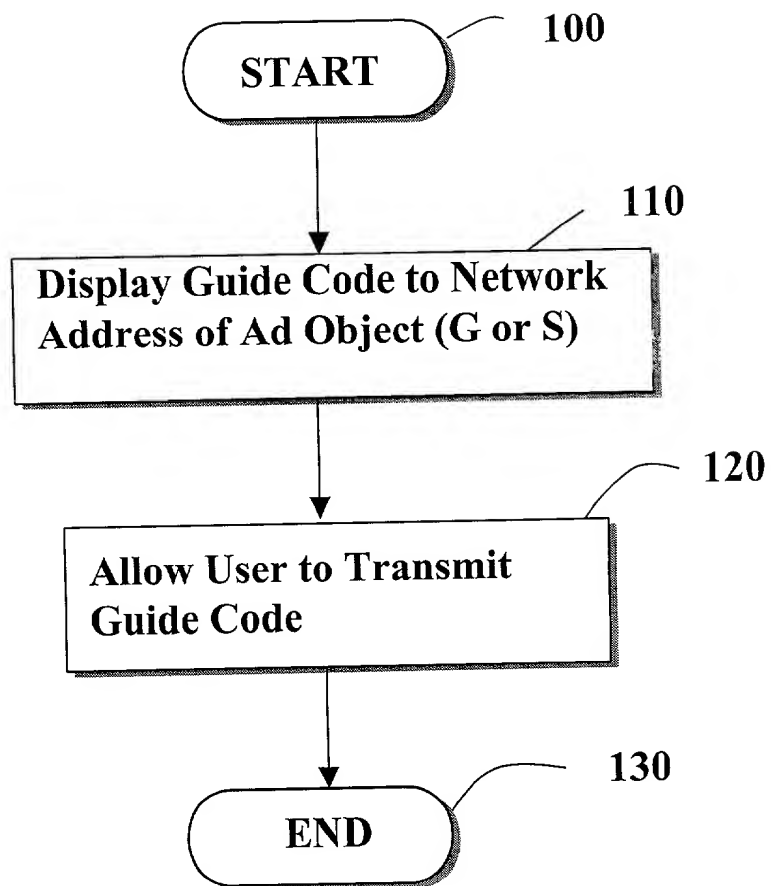 100
START
110
Display Guide Code to Network
Address of Ad Object (G or S)
120
Allow User to Transmit
Guide Code
130
END